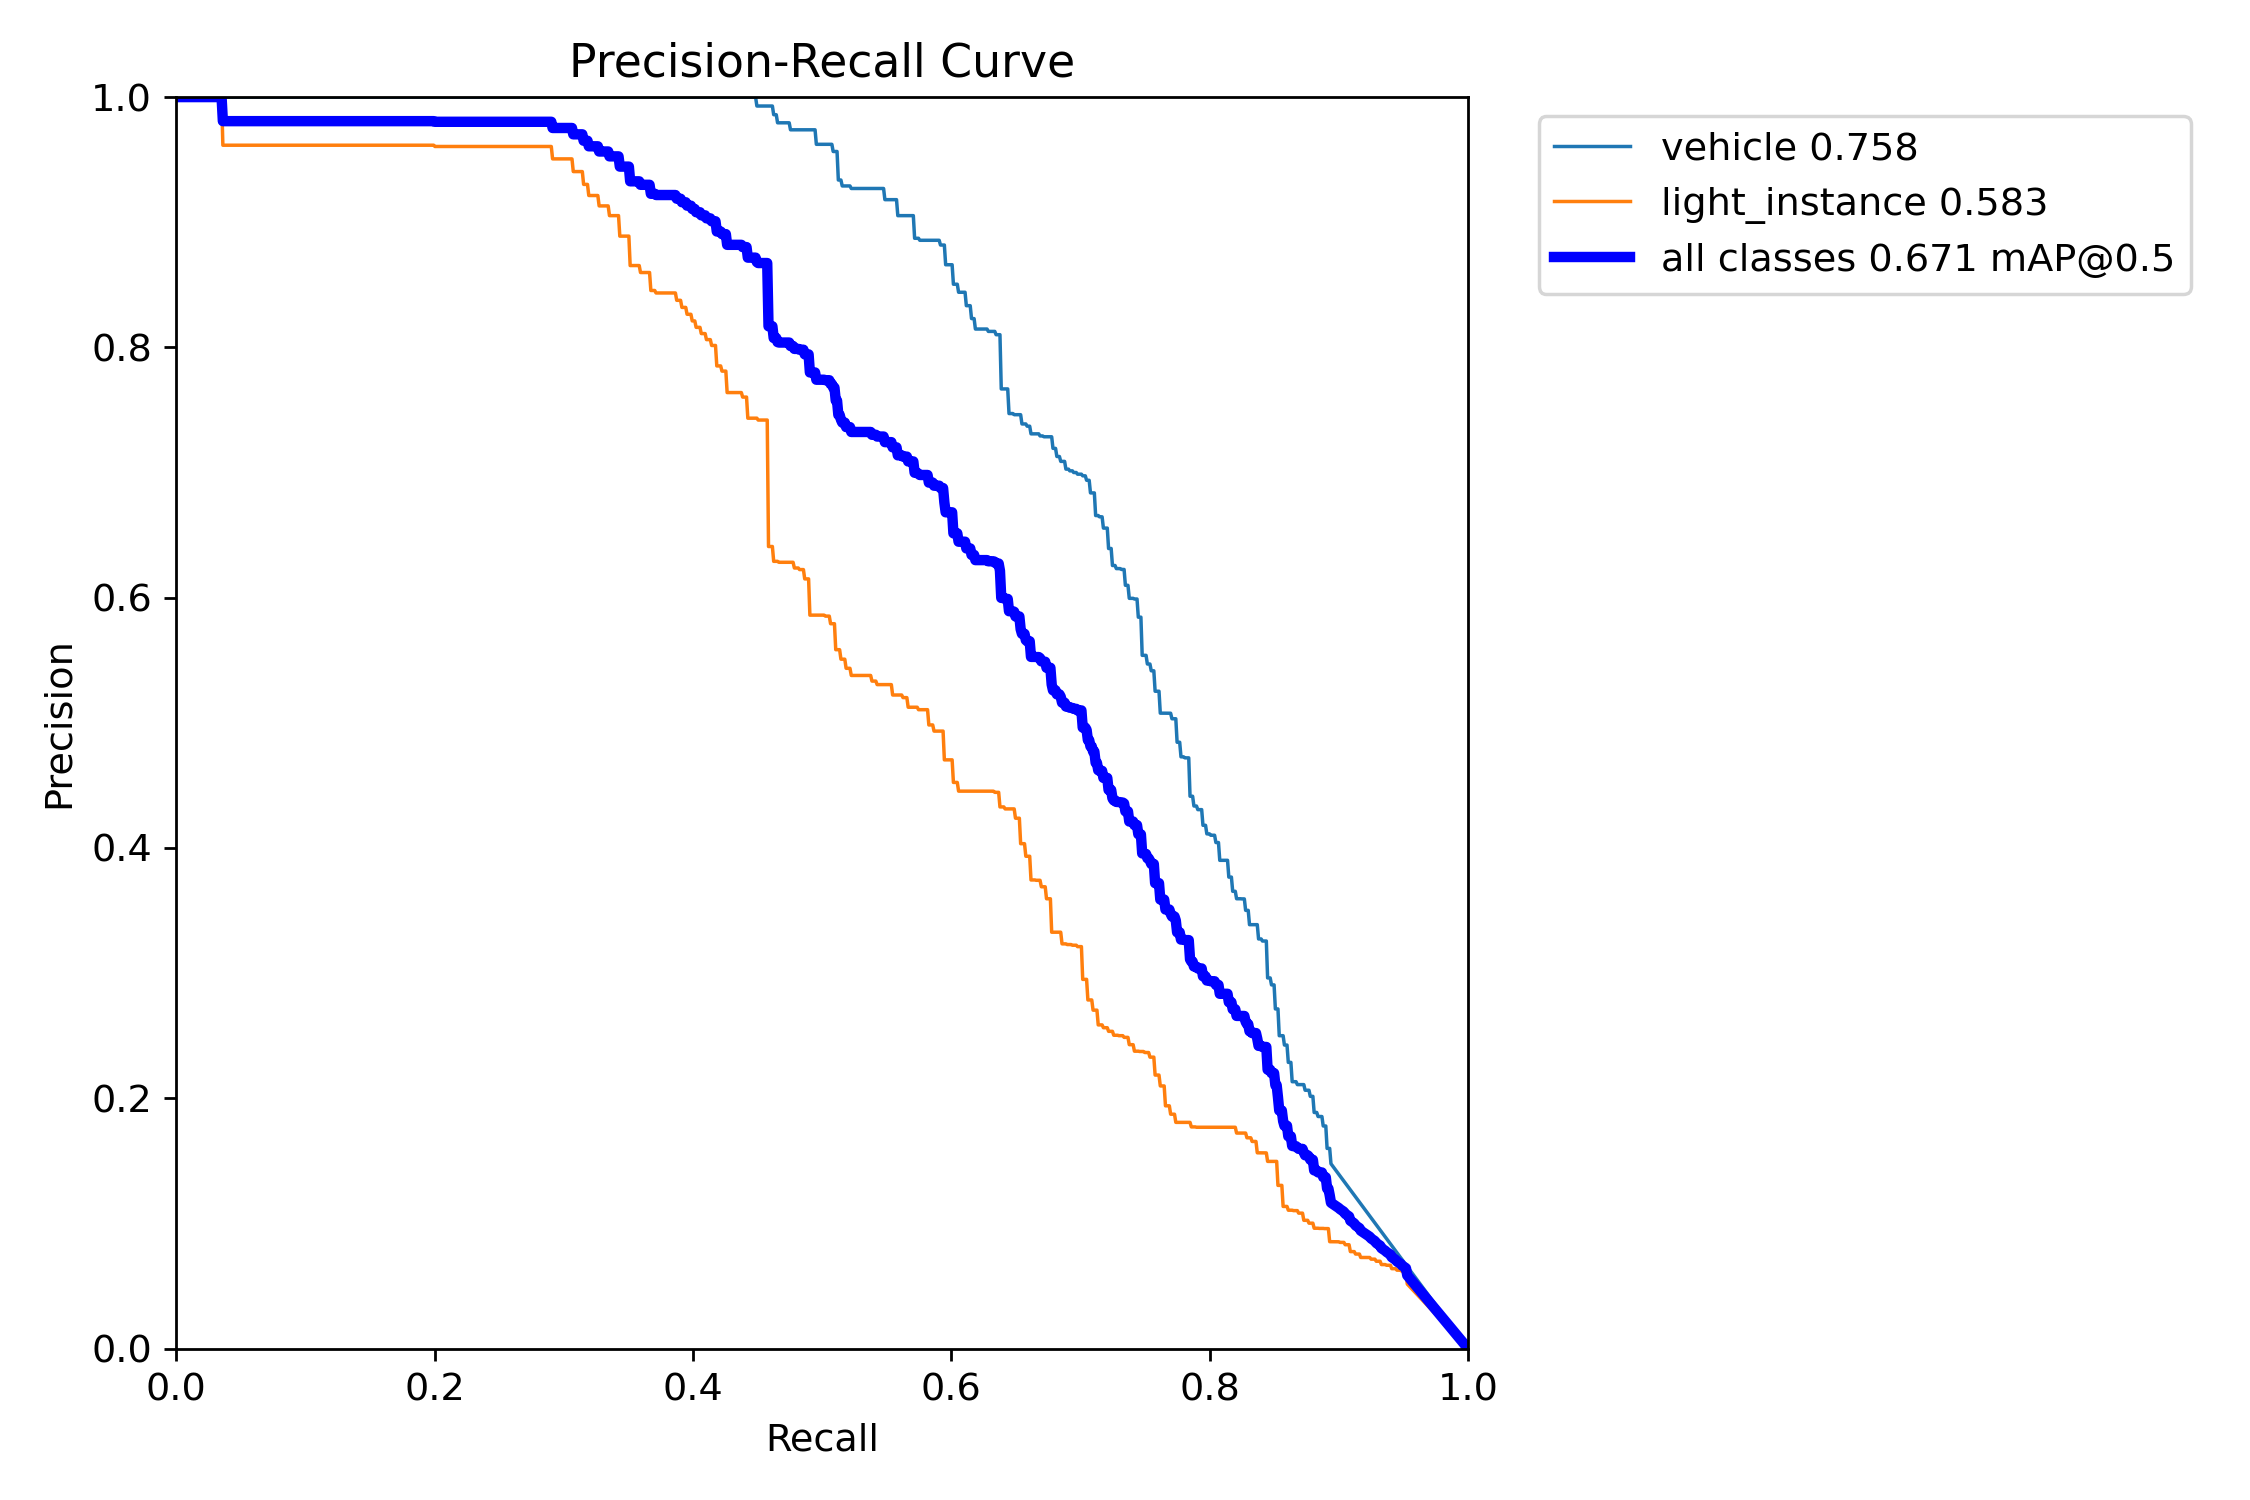 Precision-Recall Curve
1.0
0.8
0.6
0.4
0.2
0.0
Precision
0.0 0.2 0.4 0.6 0.8 1.0
Recall
vehicle 0.758
light_instance 0.583
all classes 0.671 mAP@0.5